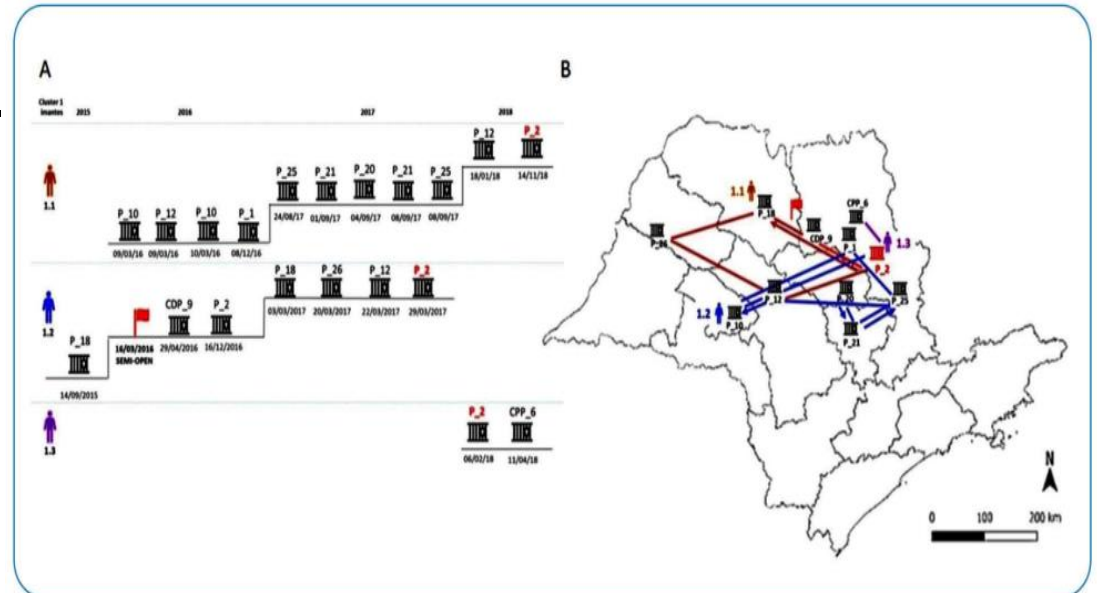 A
Cluster 1
Inmates 2015 2016 2017 2018
P_12 P_2
18/01/18 14/11/18
P_25 P_21 P_20 P_21 P_25
24/08/17 01/09/17 04/09/17 08/09/17 08/09/17
1.1
P_10 P_12 P_10 P_1
09/03/16 09/03/16 10/03/16 08/12/16
P_18 P_26 P_12 P_2
03/03/2017 20/03/2017 22/03/2017 29/03/2017
1.2
CDP_9 P_2
16/03/2016 29/04/2016 16/12/2016
SEMI-OPEN
P_18
14/09/2015
1.3
P_2 CPP_6
06/02/18 11/04/18
B
1.1
P_18
CPP_6
CDP_9
P_1
1.3
P_26
P_2
P_12
P_20
P_25
1.2
P_10
P_21
N
0 100 200 km